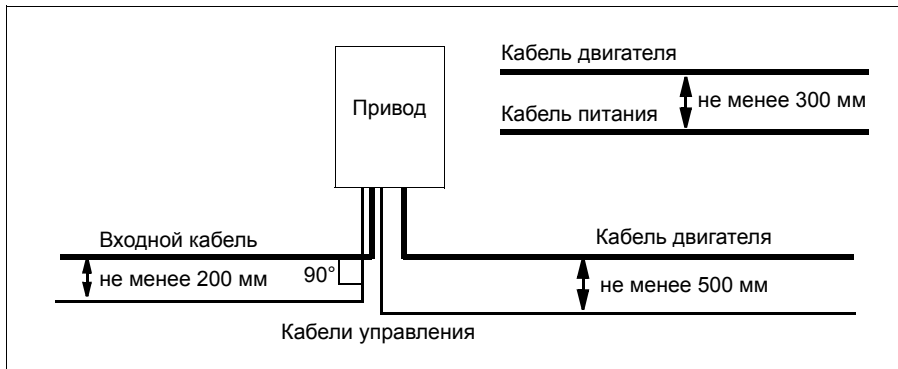 Кабель двигателя
Привод
не менее 300 мм
Кабель питания
Входной кабель
Кабель двигателя
не менее 200 мм
90°
не менее 500 мм
Кабели управления